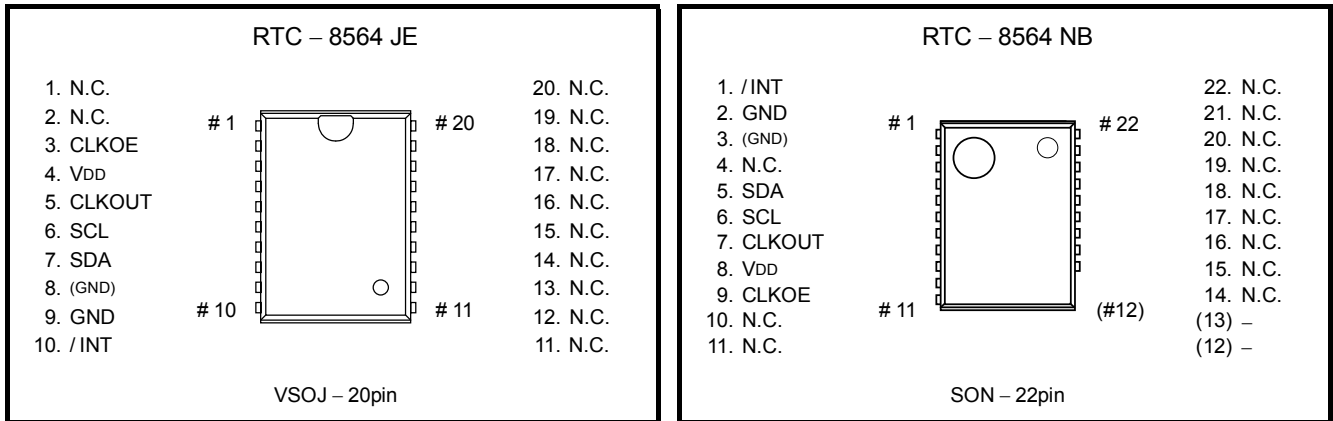 RTC – 8564 JE
1. N.C.
2. N.C.
3. CLKOE
4. VDD
5. CLKOUT
6. SCL
7. SDA
8. (GND)
9. GND
10. / INT
# 1
# 10
# 20
# 11
20. N.C.
19. N.C.
18. N.C.
17. N.C.
16. N.C.
15. N.C.
14. N.C.
13. N.C.
12. N.C.
11. N.C.
VSOJ – 20pin
RTC – 8564 NB
1. / INT
2. GND
3. (GND)
4. N.C.
5. SDA
6. SCL
7. CLKOUT
8. VDD
9. CLKOE
10. N.C.
11. N.C.
# 1
# 11
# 22
(#12)
22. N.C.
21. N.C.
20. N.C.
19. N.C.
18. N.C.
17. N.C.
16. N.C.
15. N.C.
14. N.C.
(13) –
(12) –
SON – 22pin